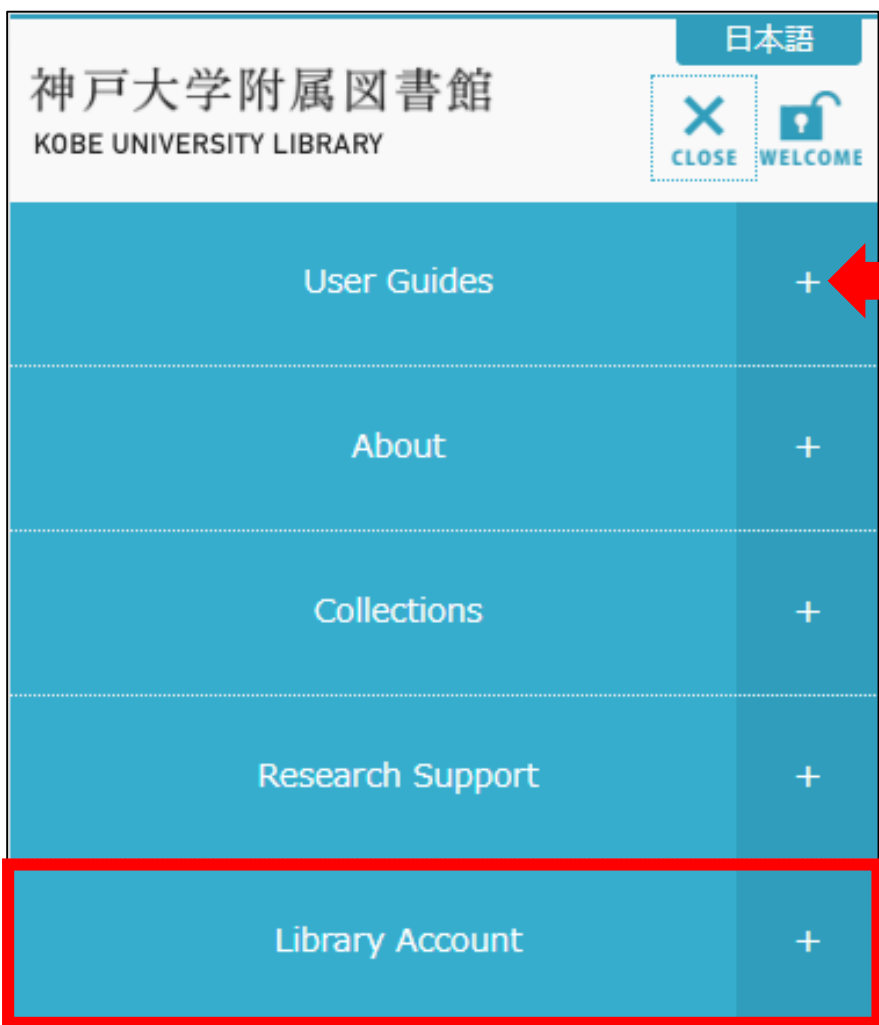 日本語
神戸大学附属図書館
KOBE UNIVERSITY LIBRARY
CLOSE
WELCOME
User Guides +
About +
Collections +
Research Support +
Library Account +